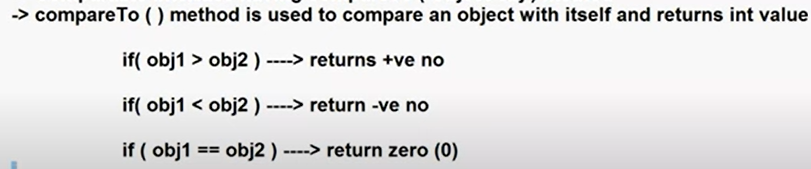 -> compareTo ( ) method is used to compare an object with itself and returns int value
if( obj1 > obj2 ) ----> returns +ve no
if( obj1 < obj2 ) ----> return -ve no
if ( obj1 == obj2 ) ----> return zero (0)